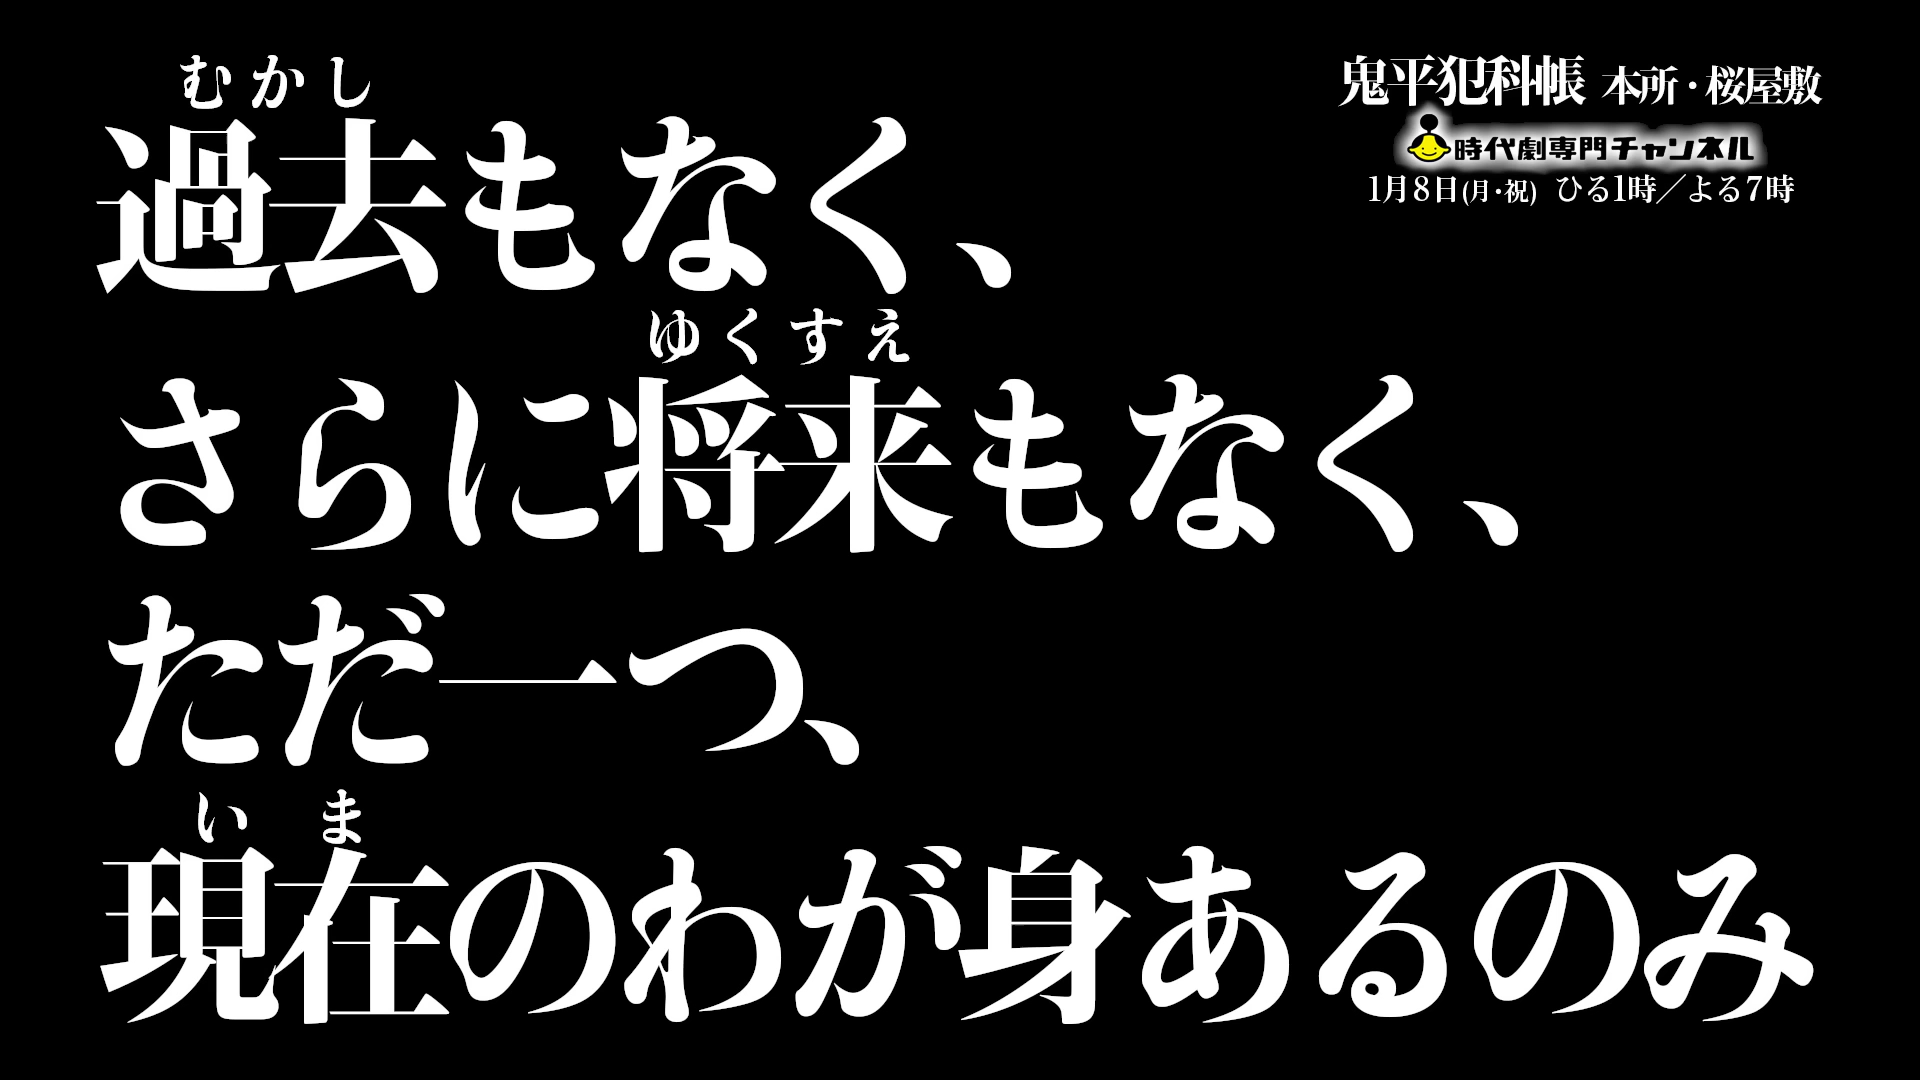 むかし
過去もなく、
ゆくすえ
さらに将来もなく、
ただ一つ、
いま
現在のわが身あるのみ
鬼平犯科帳 本所・桜屋敷
時代劇専門チャンネル
1月8日(月・祝) ひる1時／よる7時